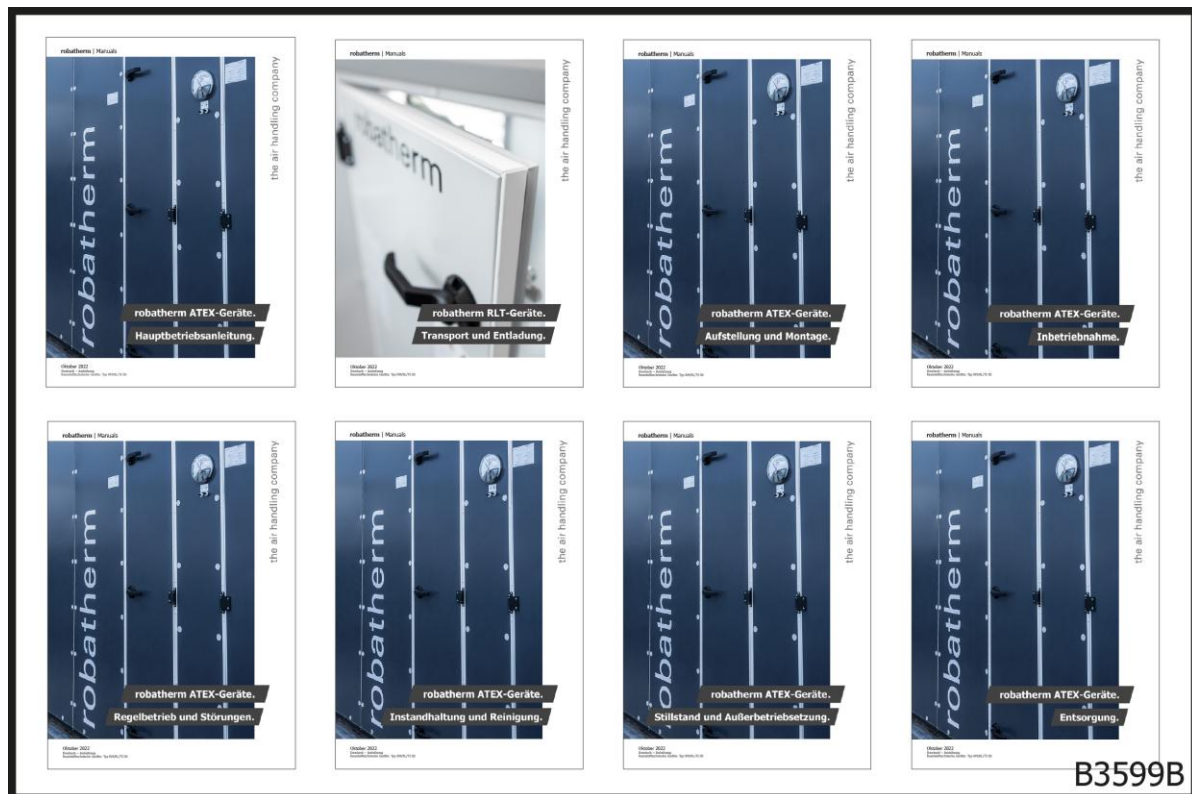 robatherm | Manuals
the air handling company
robatherm
robatherm ATEX-Geräte.
Hauptbetriebsanleitung.
Oktober 2022
robatherm | Manuals
the air handling company
robatherm
robatherm RLT-Geräte.
Transport und Entladung.
Oktober 2022
robatherm | Manuals
the air handling company
robatherm
robatherm ATEX-Geräte.
Aufstellung und Montage.
Oktober 2022
robatherm | Manuals
the air handling company
robatherm
robatherm ATEX-Geräte.
Inbetriebnahme.
Oktober 2022
robatherm | Manuals
the air handling company
robatherm
robatherm ATEX-Geräte.
Regelbetrieb und Störungen.
Oktober 2022
robatherm | Manuals
the air handling company
robatherm
robatherm ATEX-Geräte.
Instandhaltung und Reinigung.
Oktober 2022
robatherm | Manuals
the air handling company
robatherm
robatherm ATEX-Geräte.
Stillstand und Außerbetriebsetzung.
Oktober 2022
robatherm | Manuals
the air handling company
robatherm
robatherm ATEX-Geräte.
Entsorgung.
Oktober 2022
B3599B